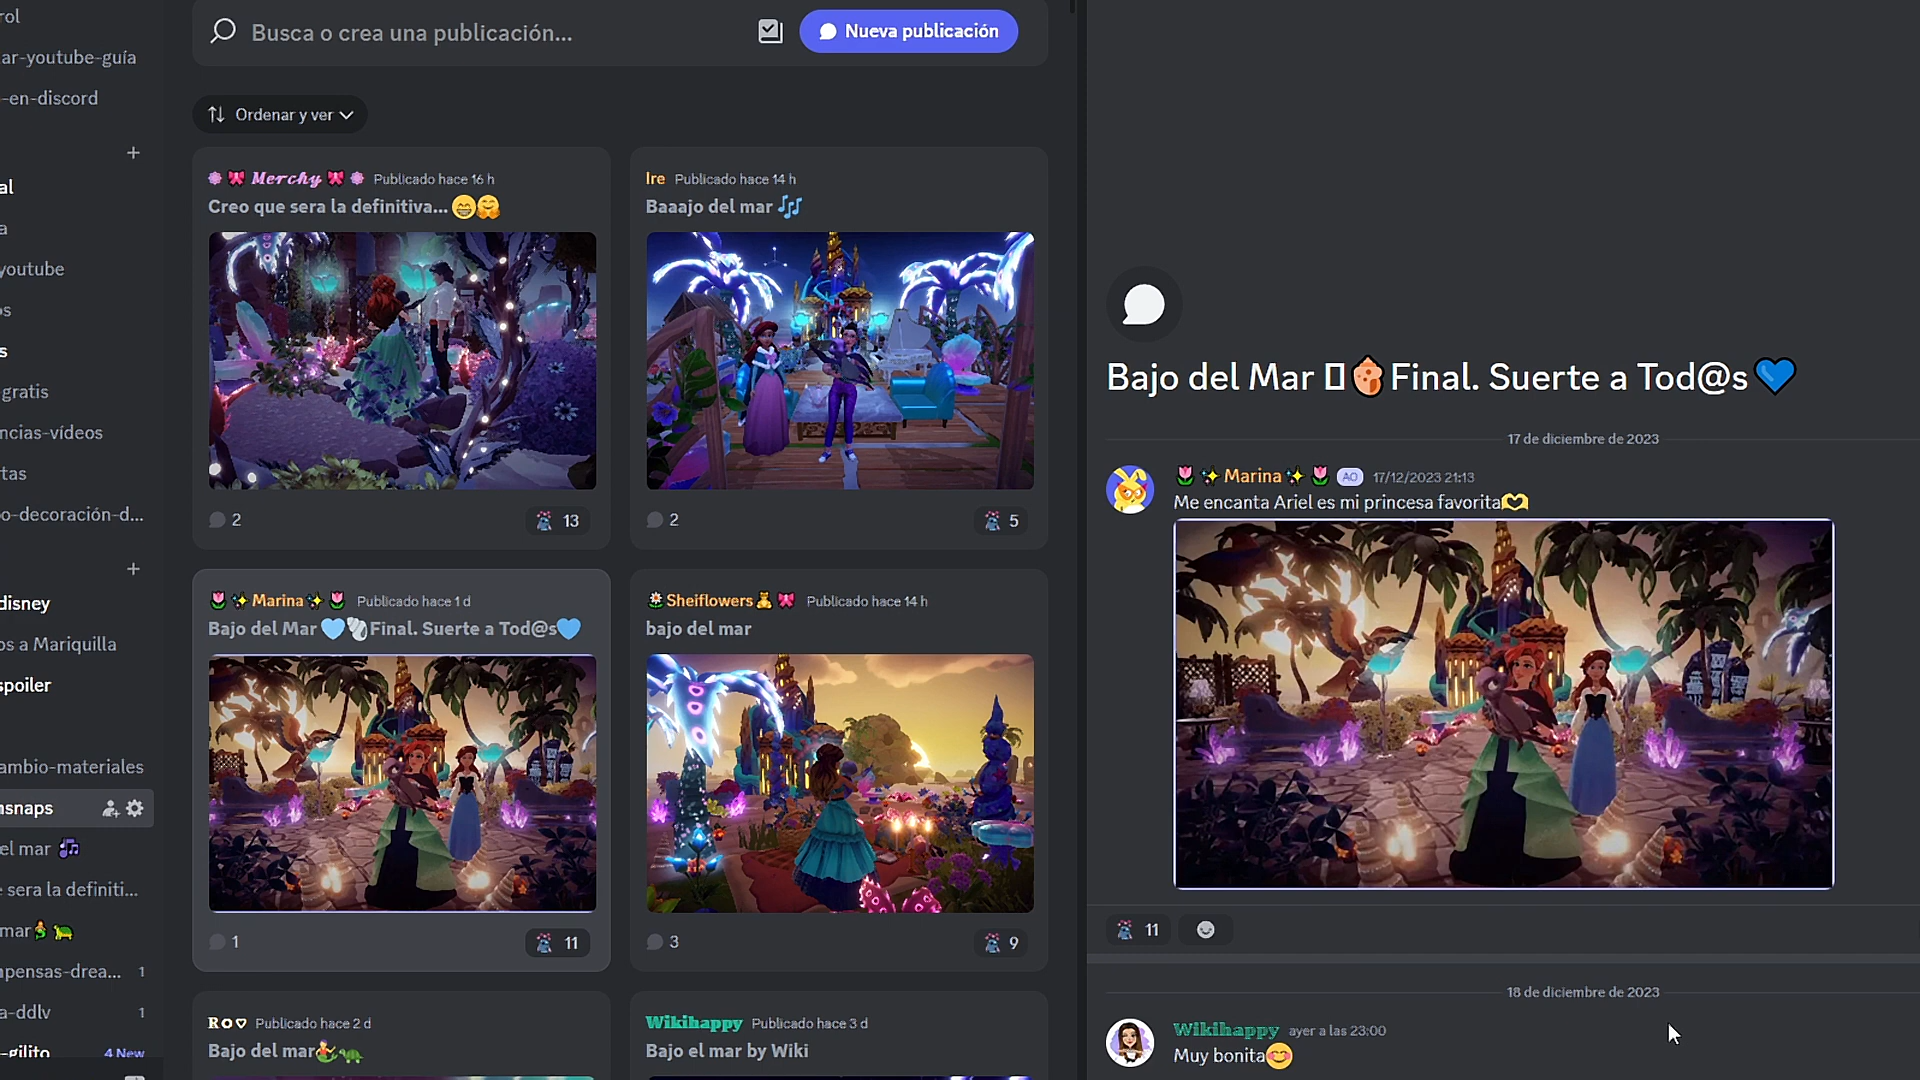 rol
ar-youtube-guía
-en-discord
al
a
youtube
os
s
gratis
ncias-vídeos
tas
o-decoración-d...
disney
os a Mariquilla
spoiler
ambio-materiales
nsnaps
el mar
e sera la definiti...
mar
mpensas-drea... 1
a-ddlv 1
-gilito 4 New
Busca o crea una publicación...
Nueva publicación
Ordenar y ver
Merchy Publicado hace 16 h
Creo que sera la definitiva... 😁🤗
2 13
Ire Publicado hace 14 h
Baaajo del mar 🎶
2 5
🌷✨Marina✨🌷 Publicado hace 1 d
Bajo del Mar 🩵🐚Final. Suerte a Tod@s💙
1 11
🌼Sheiflowers🧸🎀 Publicado hace 14 h
bajo del mar
3 9
RO♡ Publicado hace 2 d
Bajo del mar🧜‍♀️🐢
Wikihappy Publicado hace 3 d
Bajo el mar by Wiki
Bajo del Mar 🐚Final. Suerte a Tod@s💙
17 de diciembre de 2023
🌷✨Marina✨🌷 AO 17/12/2023 21:13
Me encanta Ariel es mi princesa favorita🫶
11
18 de diciembre de 2023
Wikihappy ayer a las 23:00
Muy bonita😊